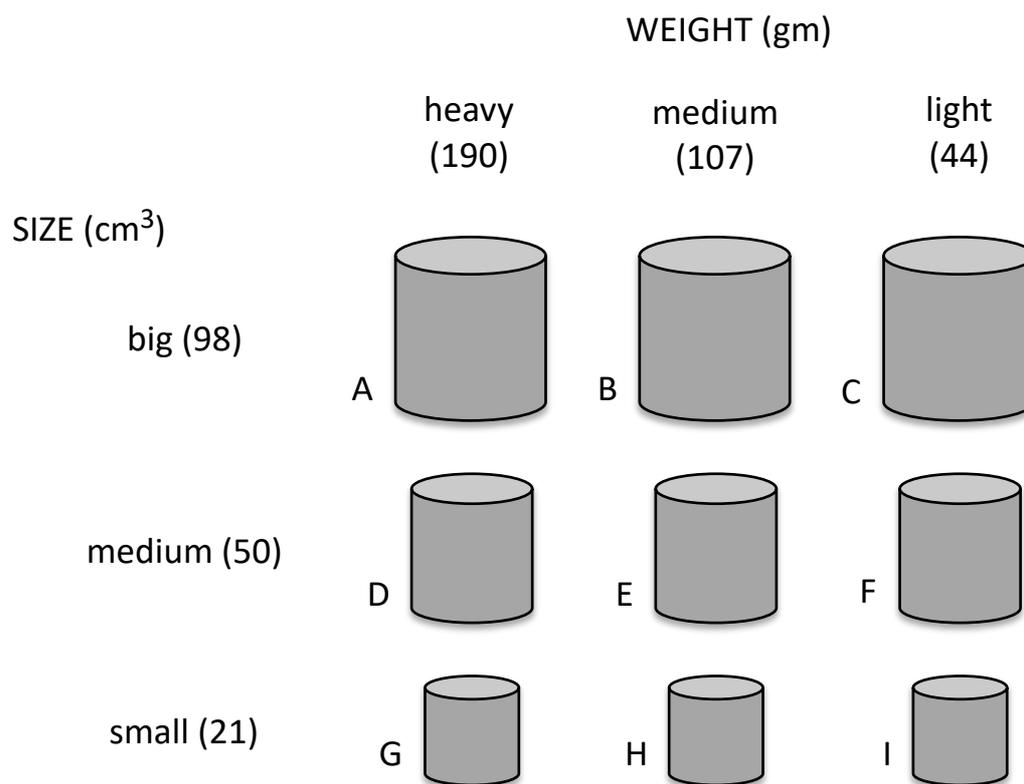 WEIGHT (gm)
heavy medium light
(190) (107) (44)
SIZE (cm³)
big (98)
A B C
medium (50)
D E F
small (21)
G H I